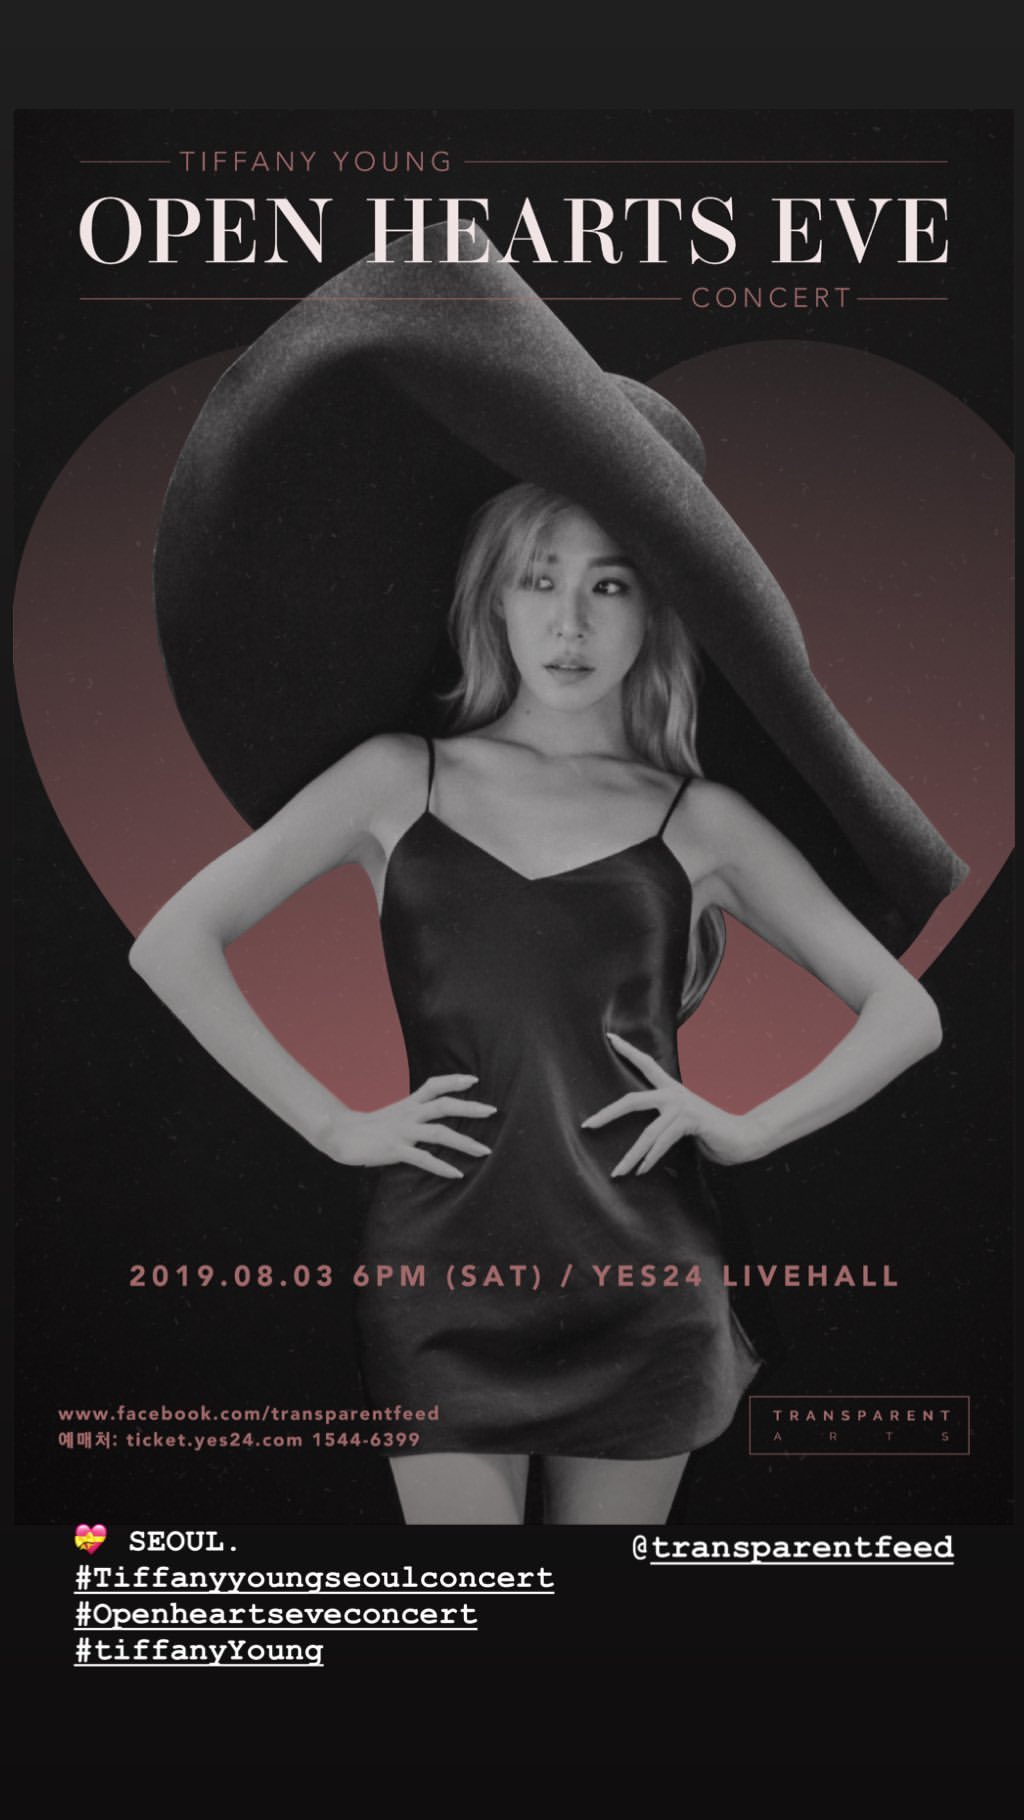 TIFFANY YOUNG
OPEN HEARTS EVE
CONCERT
2019.08.03 6PM (SAT) / YES24 LIVEHALL
www.facebook.com/transparentfeed
예매처: ticket.yes24.com 1544-6399
TRANSPARENT
ARTS
💝 SEOUL.
@transparentfeed
#Tiffanyyoungseoulconcert
#Openheartseveconcert
#tiffanyYoung